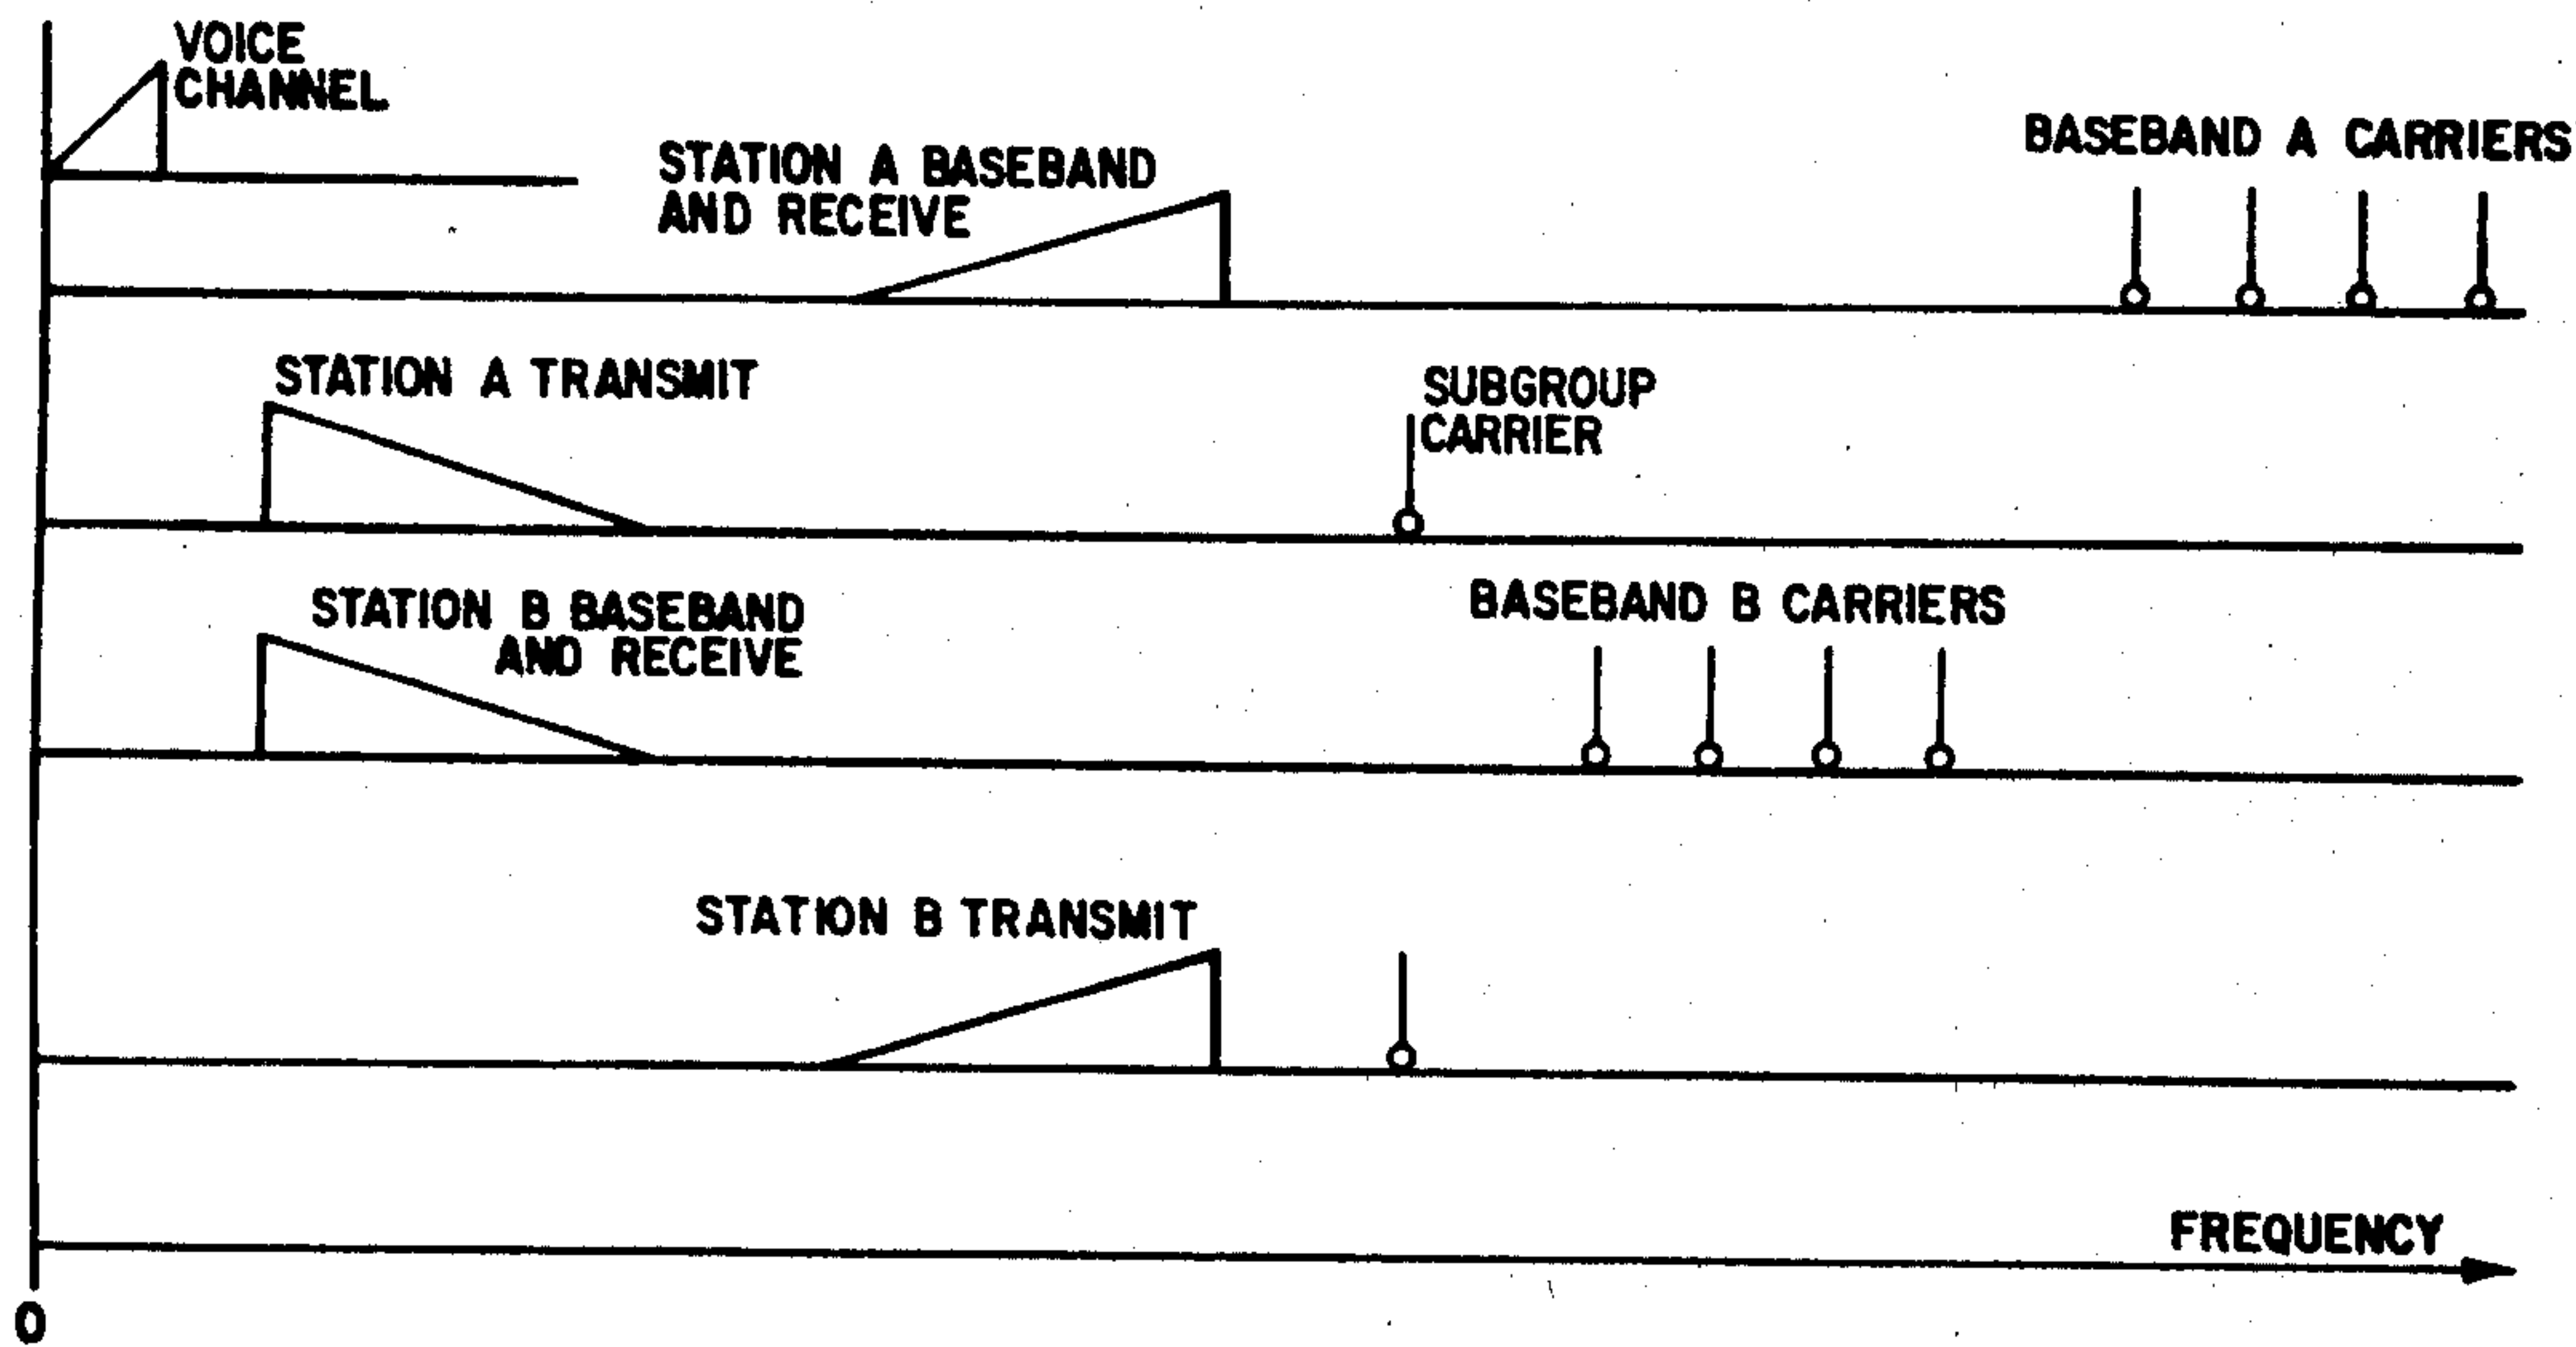 VOICE
CHANNEL
STATION A BASEBAND
AND RECEIVE
BASEBAND A CARRIERS
STATION A TRANSMIT
SUBGROUP
CARRIER
STATION B BASEBAND
AND RECEIVE
BASEBAND B CARRIERS
STATION B TRANSMIT
FREQUENCY
0